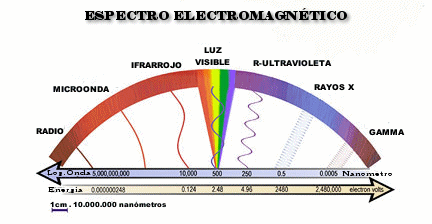 ESPECTRO ELECTROMAGNÉTICO
LUZ
VISIBLE
IFRARROJO
R-ULTRAVIOLETA
MICROONDA
RAYOS X
RADIO
GAMMA
Log.Onda 5,000,000,000 10,000 500 250 0.5 0.0005 Nanometro
Energia 0.000000248 0.124 2.48 4.96 2480 2,480,000 electron volts
1cm . 10.000.000 nanómetros